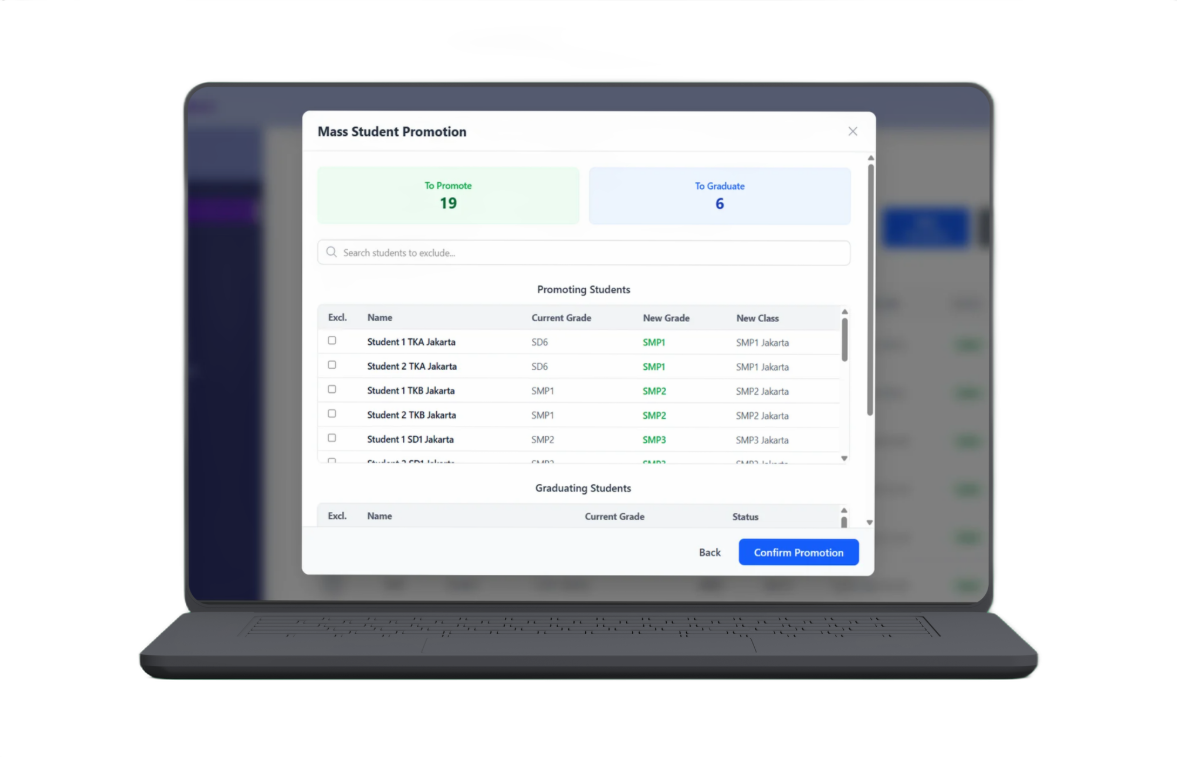 Mass Student Promotion
To Promote
19
To Graduate
6
Search students to exclude...
Promoting Students
Excl. Name Current Grade New Grade New Class
Student 1 TKA Jakarta SD6 SMP1 SMP1 Jakarta
Student 2 TKA Jakarta SD6 SMP1 SMP1 Jakarta
Student 1 TKB Jakarta SMP1 SMP2 SMP2 Jakarta
Student 2 TKB Jakarta SMP1 SMP2 SMP2 Jakarta
Student 1 SD1 Jakarta SMP2 SMP3 SMP3 Jakarta
Graduating Students
Excl. Name Current Grade Status
Back Confirm Promotion